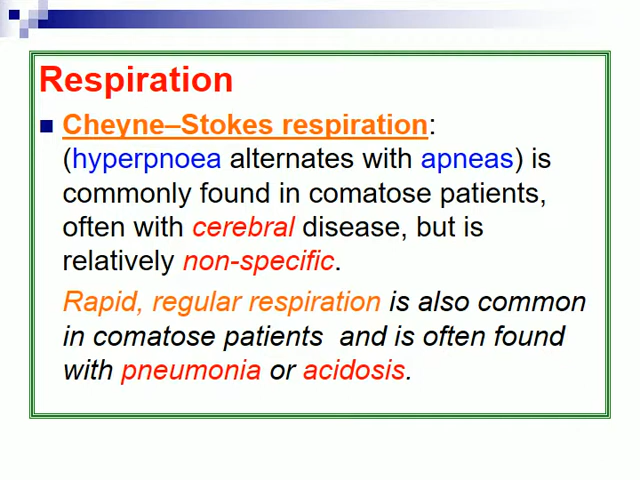 Respiration
Cheyne–Stokes respiration:
(hyperpnoea alternates with apneas) is
commonly found in comatose patients,
often with cerebral disease, but is
relatively non-specific.
Rapid, regular respiration is also common
in comatose patients and is often found
with pneumonia or acidosis.